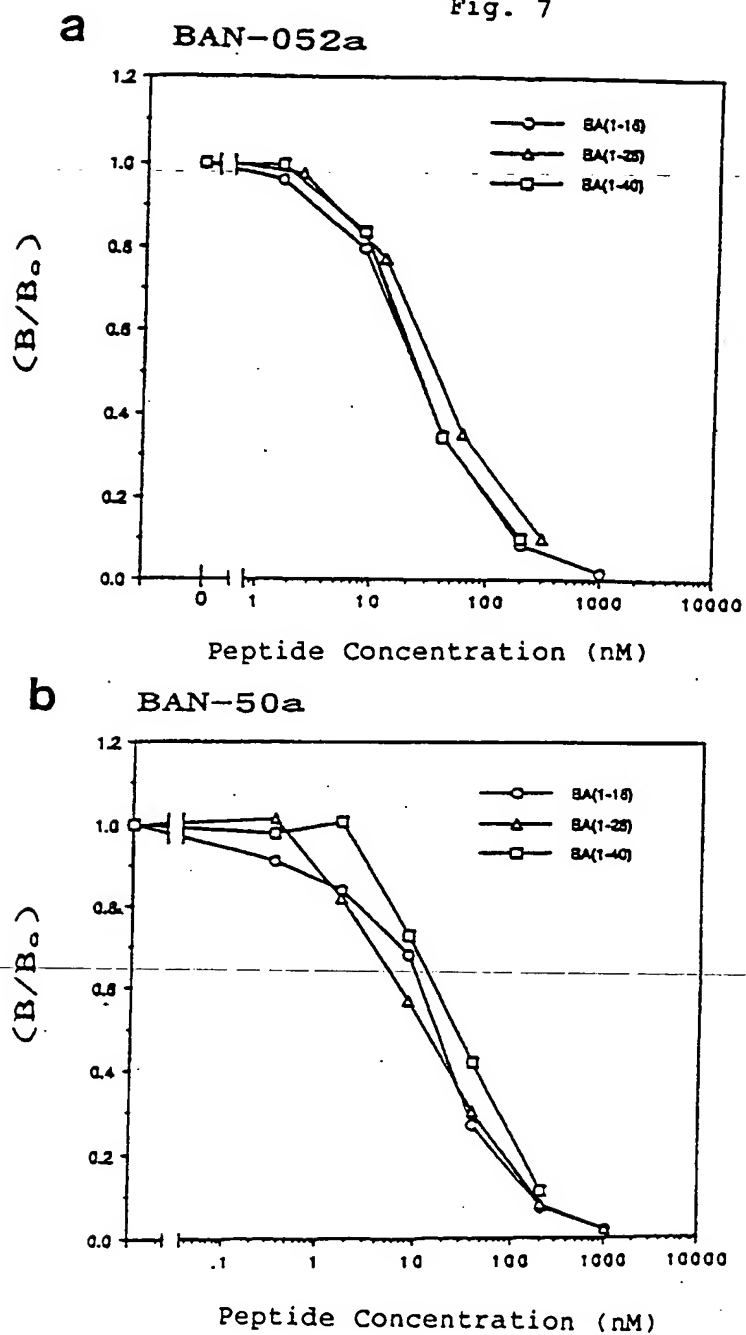 Fig. 7
a
BAN-052a
1.2
1.0
0.8
0.6
0.4
0.2
0.0
BA(1-16)
BA(1-28)
BA(1-40)
(B/B₀)
0
1
10
100
1000
10000
Peptide Concentration (nM)
b
BAN-50a
1.2
1.0
0.8
0.6
0.4
0.2
0.0
BA(1-16)
BA(1-28)
BA(1-40)
(B/B₀)
.1
1
10
100
1000
10000
Peptide Concentration (nM)